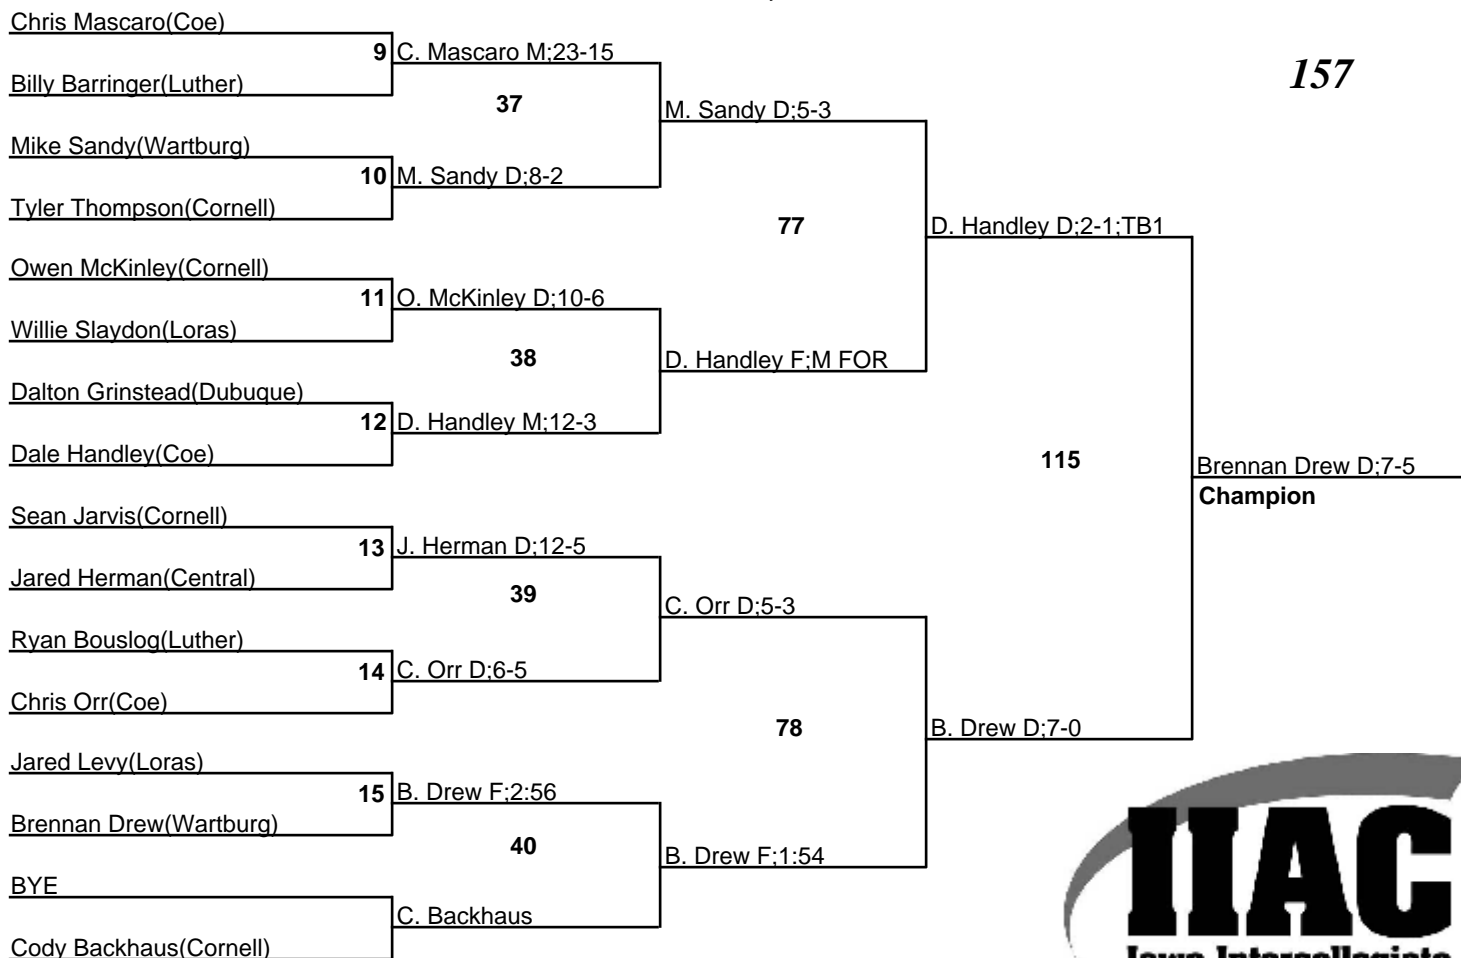 Chris Mascaro(Coe)
9 C. Mascaro M;23-15
Billy Barringer(Luther)
157
37
M. Sandy D;5-3
Mike Sandy(Wartburg)
10 M. Sandy D;8-2
Tyler Thompson(Cornell)
77
D. Handley D;2-1;TB1
Owen McKinley(Cornell)
11 O. McKinley D;10-6
Willie Slaydon(Loras)
38
D. Handley F;M FOR
Dalton Grinstead(Dubuque)
12 D. Handley M;12-3
Dale Handley(Coe)
115
Brennan Drew D;7-5
Champion
Sean Jarvis(Cornell)
13 J. Herman D;12-5
Jared Herman(Central)
39
C. Orr D;5-3
Ryan Bouslog(Luther)
14 C. Orr D;6-5
Chris Orr(Coe)
78
B. Drew D;7-0
Jared Levy(Loras)
15 B. Drew F;2:56
Brennan Drew(Wartburg)
40
B. Drew F;1:54
BYE
C. Backhaus
Cody Backhaus(Cornell)
IIAC
Iowa Intercollegiate